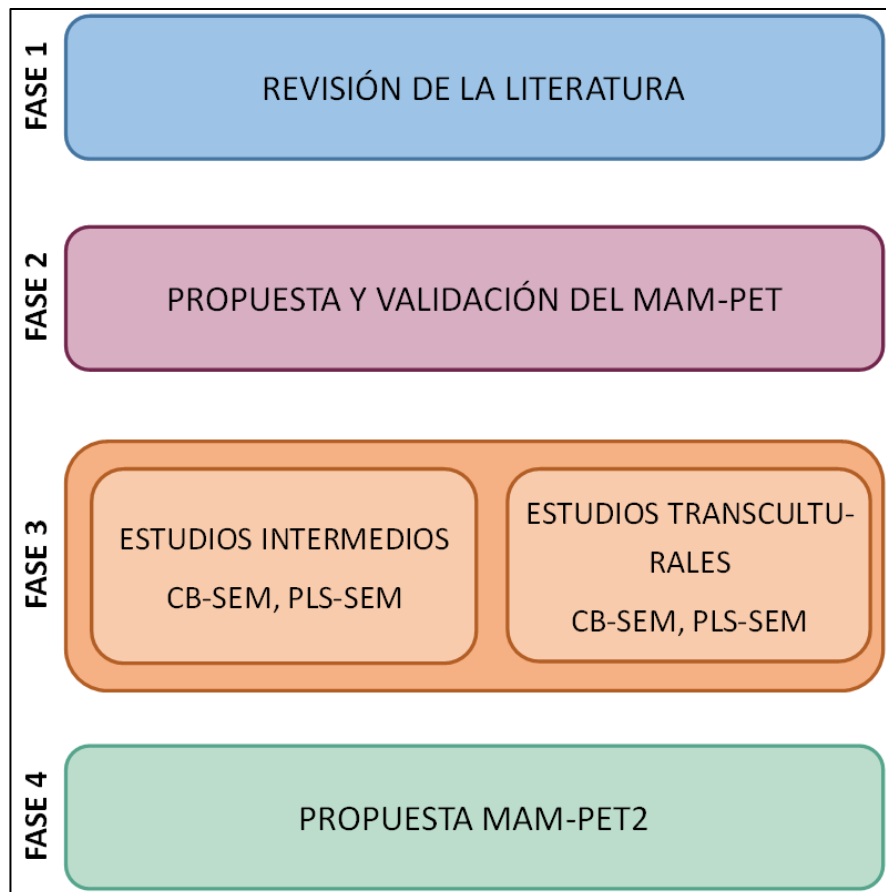 FASE 1
REVISIÓN DE LA LITERATURA
FASE 2
PROPUESTA Y VALIDACIÓN DEL MAM-PET
FASE 3
ESTUDIOS INTERMEDIOS
CB-SEM, PLS-SEM
ESTUDIOS TRANSCULTU-
RALES
CB-SEM, PLS-SEM
FASE 4
PROPUESTA MAM-PET2